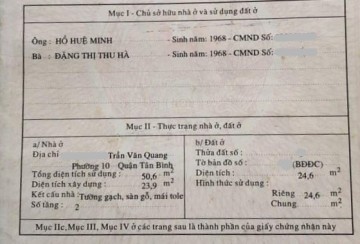 Mục I - Chủ sở hữu nhà ở và sử dụng đất ở
Ông : HỒ HUỆ MINH - Sinh năm: 1968 - CMND Số:
Bà : ĐẶNG THỊ THU HÀ - Sinh năm: 1968 - CMND Số:
Mục II - Thực trạng nhà ở, đất ở
a/ Nhà ở
Địa chỉ Trần Văn Quang
Phường 10 Quận Tân Bình
Tổng diện tích sử dụng : 50,6 m²
Diện tích xây dựng : 23,9 m²
Kết cấu nhà : Tường gạch, sàn gỗ, mái tole
Số tầng : 2
b/ Đất ở
Thửa đất số :
Tờ bản đồ số : (BĐĐC)
Diện tích : 24,6 m²
Hình thức sử dụng :
Riêng 24,6 m²
Chung m²
Mục IIc, Mục III, Mục IV ở các trang sau là thành phần của giấy chứng nhận này